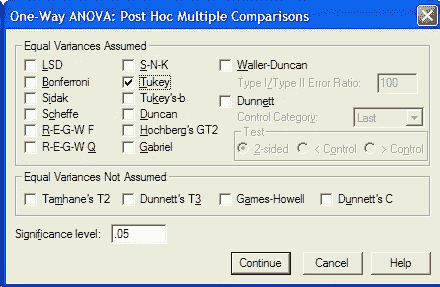 One-Way ANOVA: Post Hoc Multiple Comparisons
Equal Variances Assumed
LSD S-N-K Waller-Duncan
Bonferroni Tukey Type I/Type II Error Ratio: 100
Sidak Tukey's-b Dunnett
Scheffe Duncan Control Category: Last
R-E-G-W F Hochberg's GT2 Test
R-E-G-W Q Gabriel 2-sided < Control > Control
Equal Variances Not Assumed
Tamhane's T2 Dunnett's T3 Games-Howell Dunnett's C
Significance level: .05
Continue Cancel Help